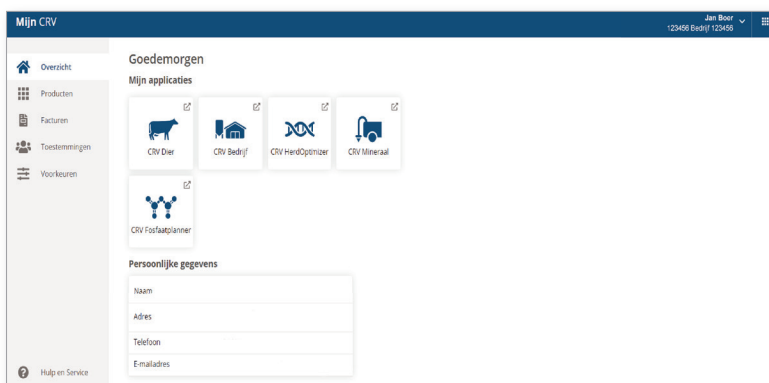 Mijn CRV
Jan Boer
123456 Bedrijf 123456
Overzicht
Producten
Facturen
Toestemmingen
Voorkeuren
Hulp en Service
Goedemorgen
Mijn applicaties
CRV Dier
CRV Bedrijf
CRV HerdOptimizer
CRV Mineraal
CRV Fosfaatplanner
Persoonlijke gegevens
Naam
Adres
Telefoon
E-mailadres